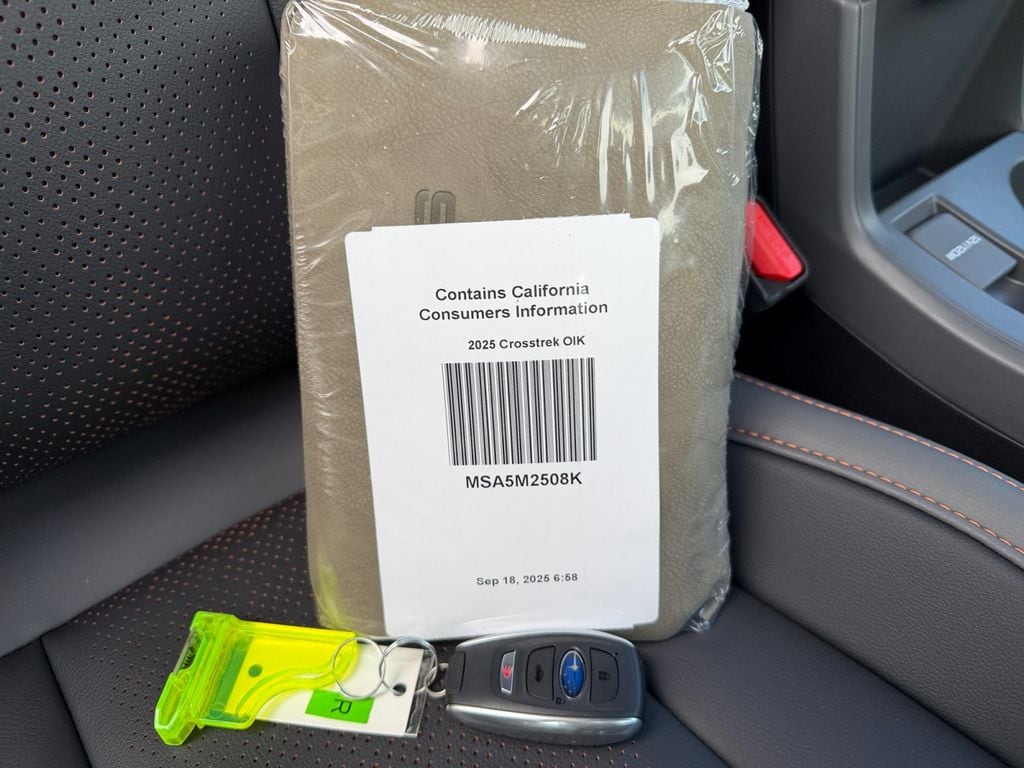 Contains California
Consumers Information
2025 Crosstrek OIK
MSA5M2508K
Sep 18, 2025 6:58
R